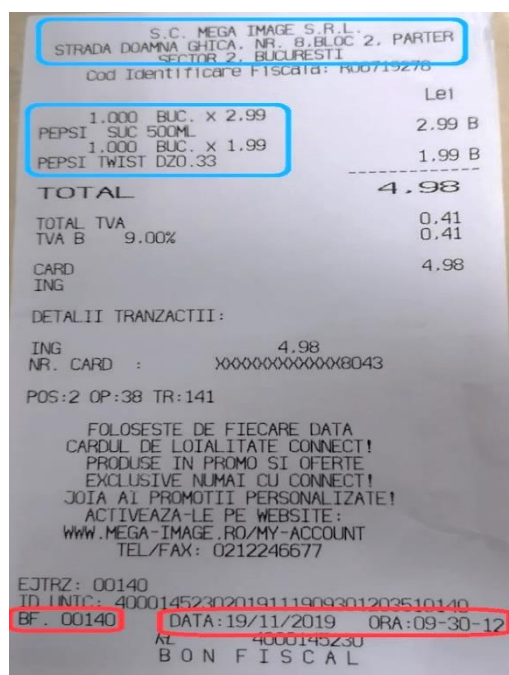 S.C. MEGA IMAGE S.R.L.
STRADA DOAMNA GHICA, NR. 8,BLOC 2, PARTER
SECTOR 2, BUCURESTI
Cod Identificare Fiscala: RO6719278
Lei
1.000 BUC. X 2.99
PEPSI SUC 500ML 2.99 B
1.000 BUC. X 1.99
PEPSI TWIST DZ0.33 1.99 B
TOTAL 4.98
TOTAL TVA 0.41
TVA B 9.00% 0.41
CARD 4.98
ING
DETALII TRANZACTII:
ING 4.98
NR. CARD : XXXXXXXXXXXX8043
POS:2 OP:38 TR:141
FOLOSESTE DE FIECARE DATA
CARDUL DE LOIALITATE CONNECT!
PRODUSE IN PROMO SI OFERTE
EXCLUSIVE NUMAI CU CONNECT!
JOIA AI PROMOTII PERSONALIZATE!
ACTIVEAZA-LE PE WEBSITE:
WWW.MEGA-IMAGE.RO/MY-ACCOUNT
TEL/FAX: 0212246677
EJTRZ: 00140
ID UNIC: 4000145230201911190930120351​0140
BF. 00140 DATA:19/11/2019 ORA:09-30-12
4000145230
BON FISCAL